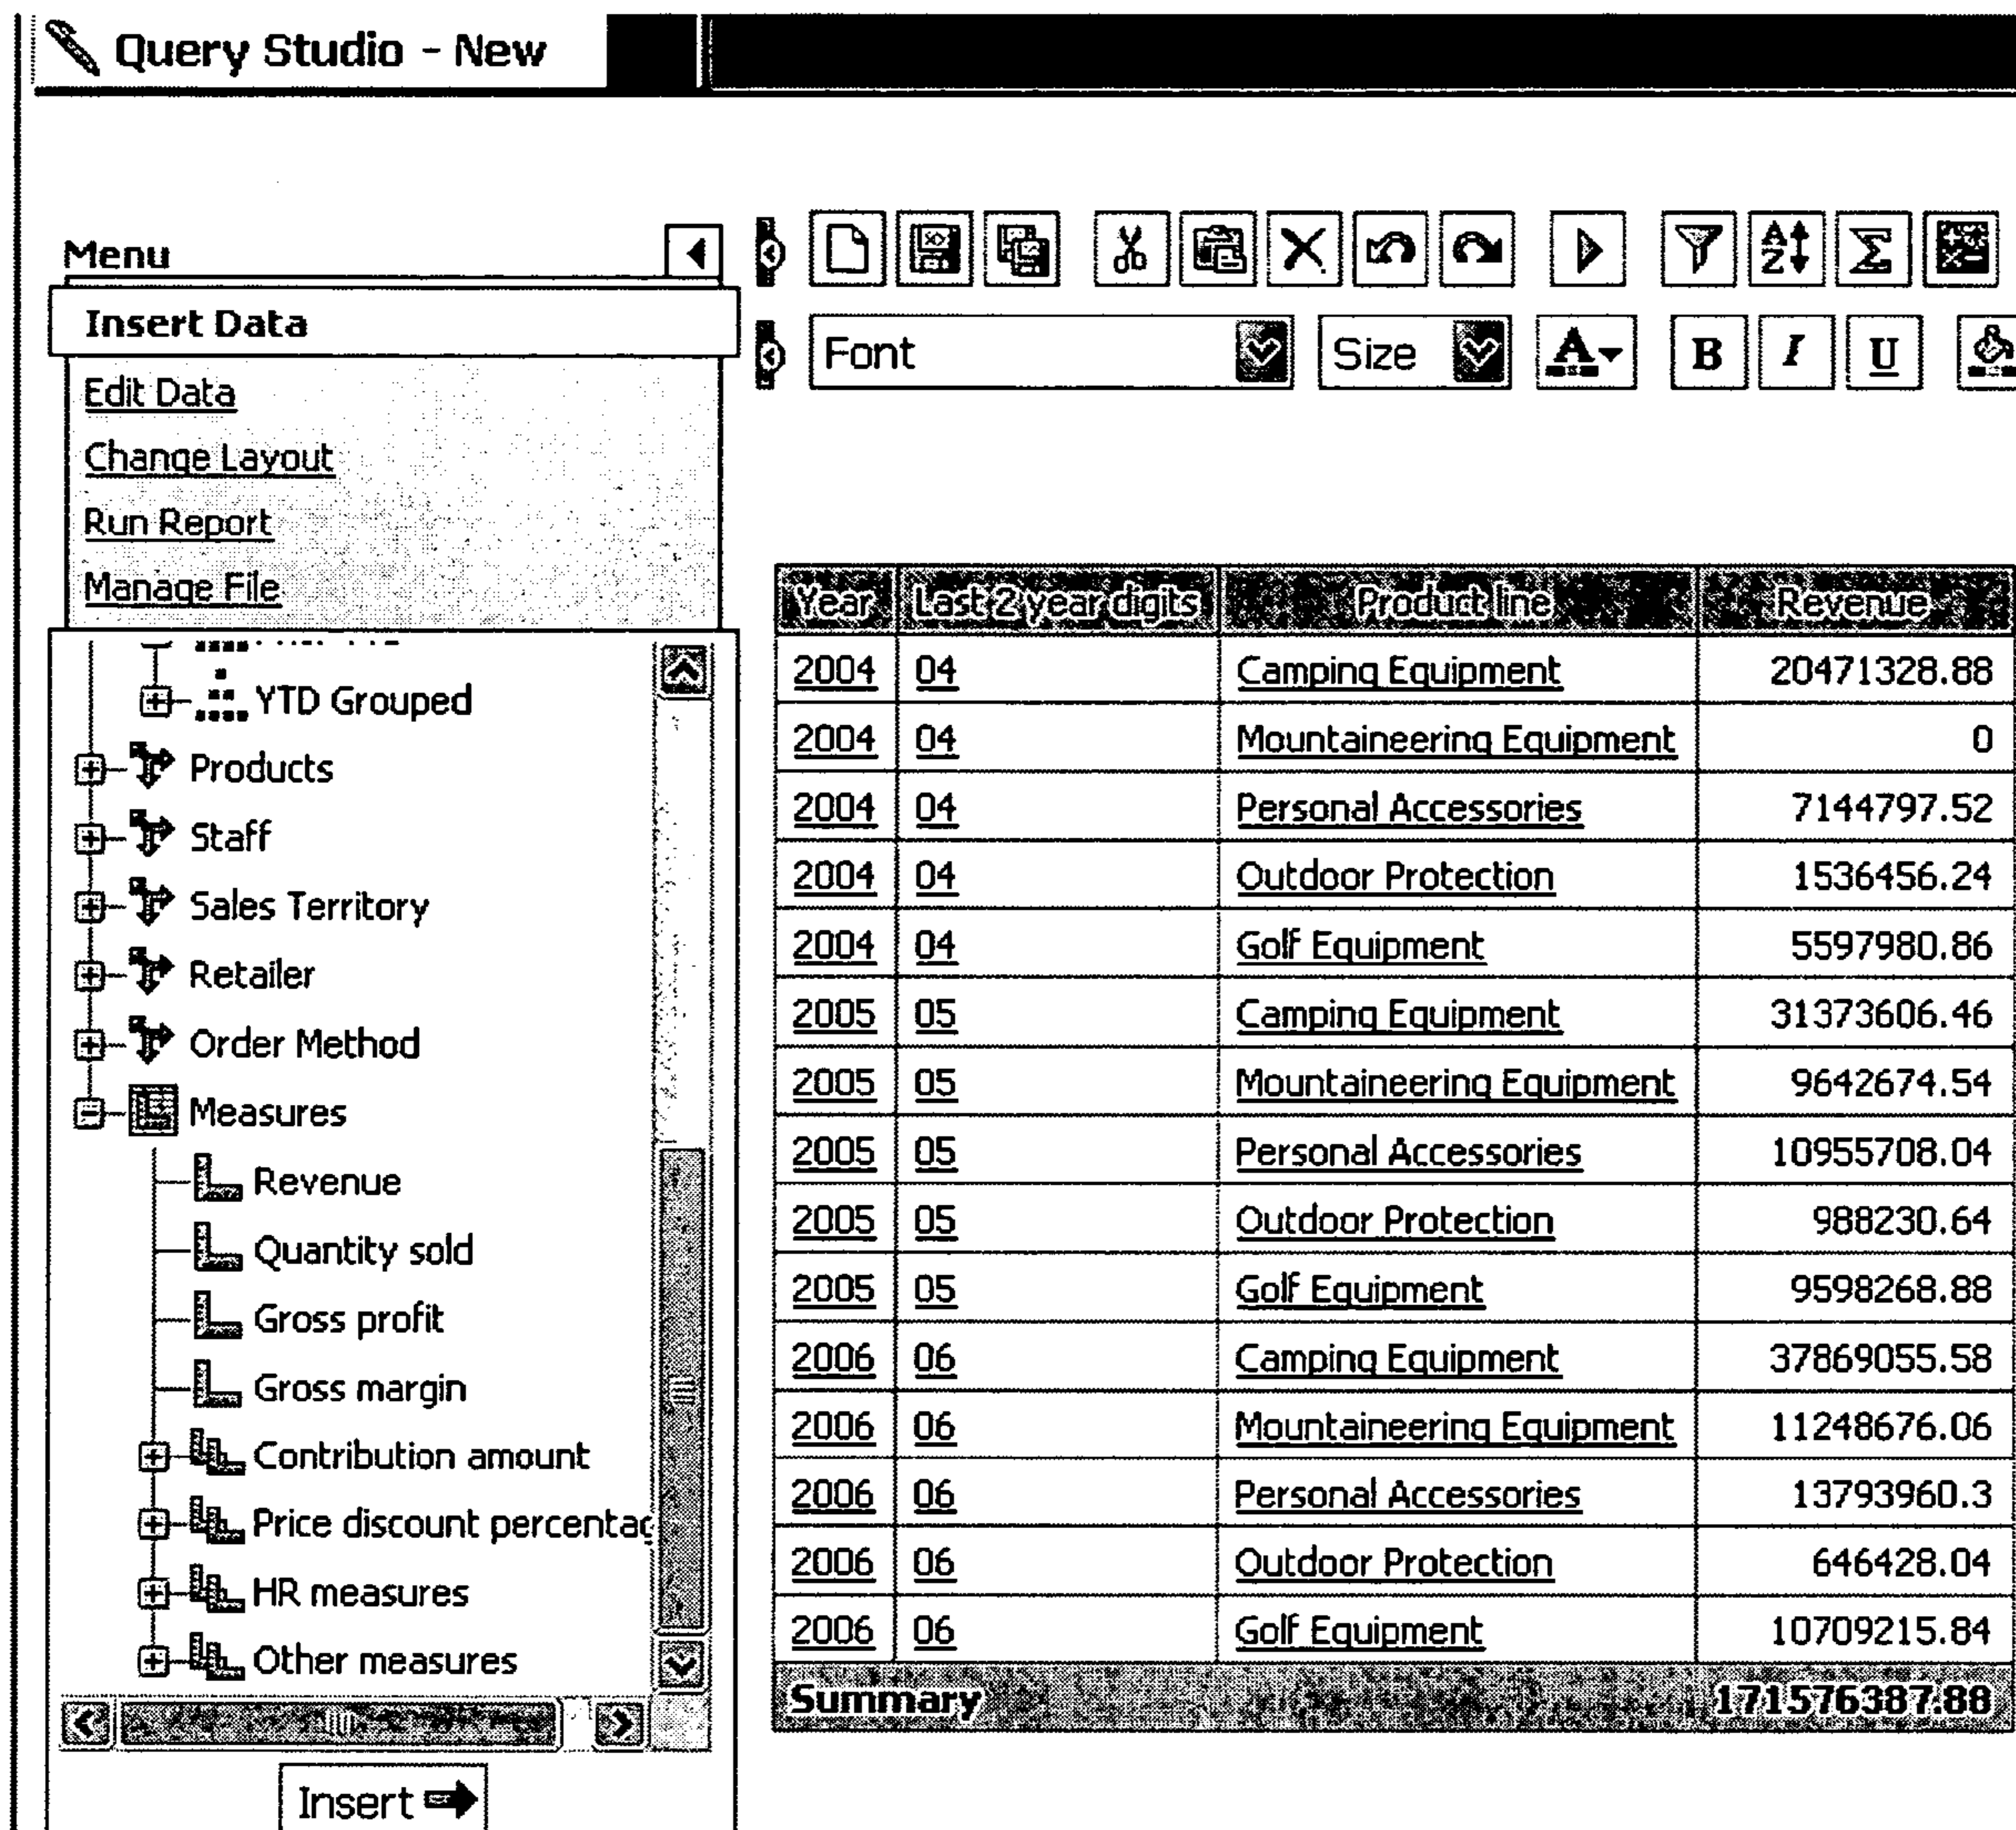 Query Studio - New
Menu
Insert Data
Edit Data
Change Layout
Run Report
Manage File
YTD Grouped
Products
Staff
Sales Territory
Retailer
Order Method
Measures
Revenue
Quantity sold
Gross profit
Gross margin
Contribution amount
Price discount percentag
HR measures
Other measures
Insert
Font Size A B I U
Year Last 2 year digits Product line Revenue
2004 04 Camping Equipment 20471328.88
2004 04 Mountaineering Equipment 0
2004 04 Personal Accessories 7144797.52
2004 04 Outdoor Protection 1536456.24
2004 04 Golf Equipment 5597980.86
2005 05 Camping Equipment 31373606.46
2005 05 Mountaineering Equipment 9642674.54
2005 05 Personal Accessories 10955708.04
2005 05 Outdoor Protection 988230.64
2005 05 Golf Equipment 9598268.88
2006 06 Camping Equipment 37869055.58
2006 06 Mountaineering Equipment 11248676.06
2006 06 Personal Accessories 13793960.3
2006 06 Outdoor Protection 646428.04
2006 06 Golf Equipment 10709215.84
Summary 171576387.88